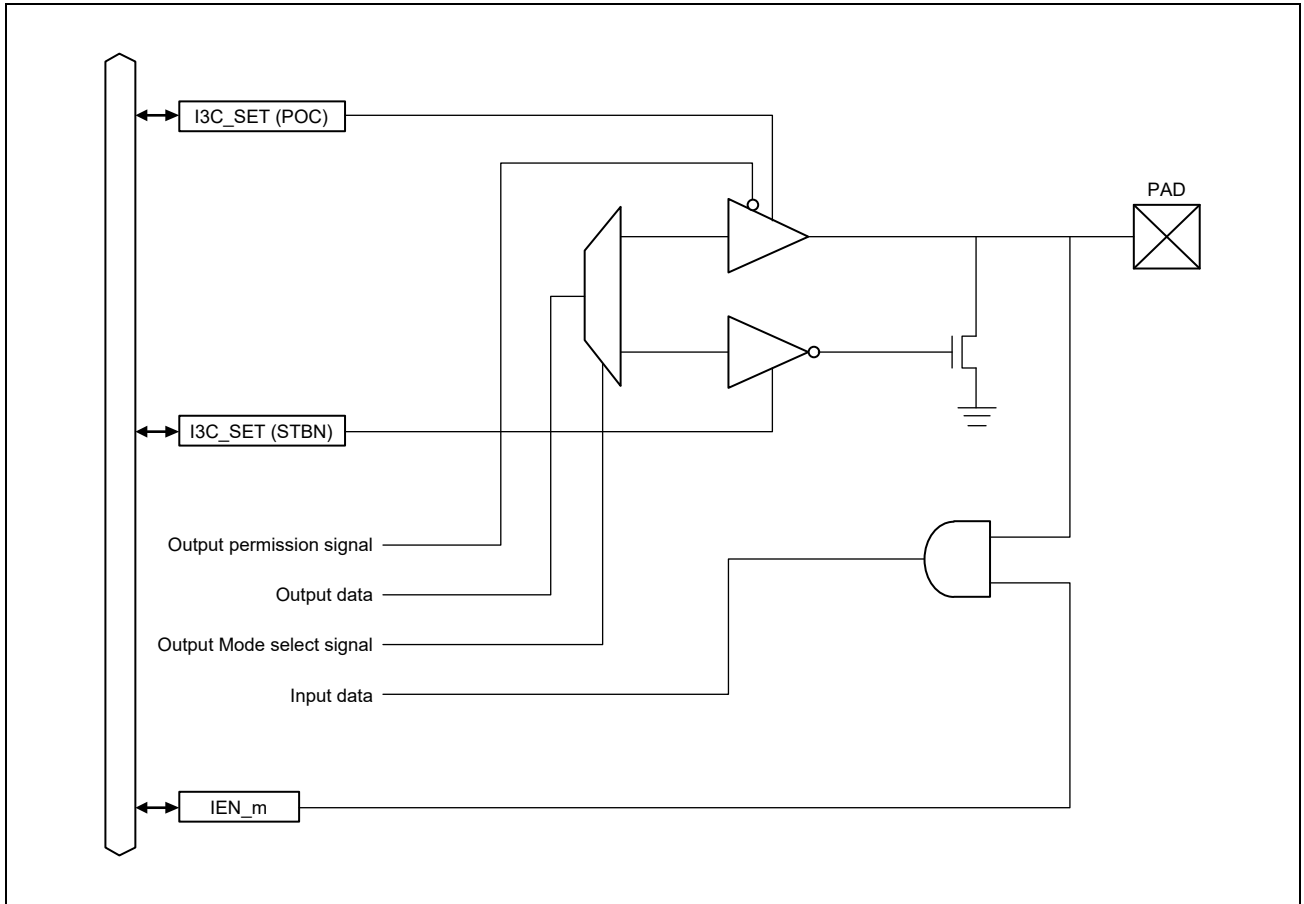 I3C_SET (POC)
PAD
I3C_SET (STBN)
Output permission signal
Output data
Output Mode select signal
Input data
IEN_m